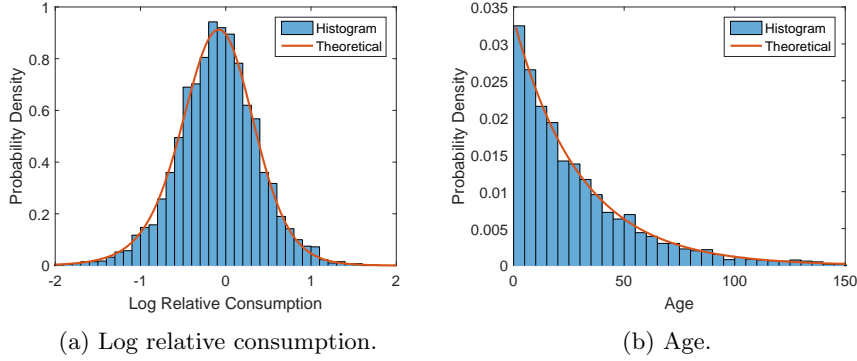 Histogram
Theoretical
Probability Density
1
0.8
0.6
0.4
0.2
0
-2
-1
0
1
2
Log Relative Consumption
(a) Log relative consumption.
Histogram
Theoretical
Probability Density
0.035
0.03
0.025
0.02
0.015
0.01
0.005
0
0
50
100
150
Age
(b) Age.